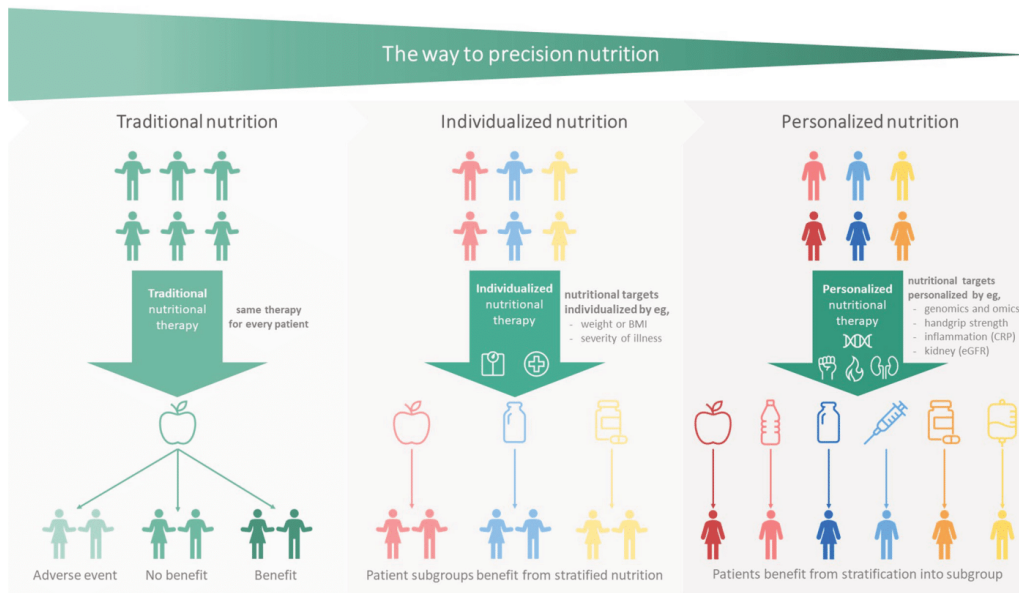 The way to precision nutrition
Traditional nutrition
Individualized nutrition
Personalized nutrition
Traditional
nutritional
therapy
same therapy
for every patient
Individualized
nutritional
therapy
nutritional targets
individualized by eg,
- weight or BMI
- severity of illness
Personalized
nutritional
therapy
nutritional targets
personalized by eg,
- genomics and omics
- handgrip strength
- inflammation (CRP)
- kidney (eGFR)
Adverse event
No benefit
Benefit
Patient subgroups benefit from stratified nutrition
Patients benefit from stratification into subgroup